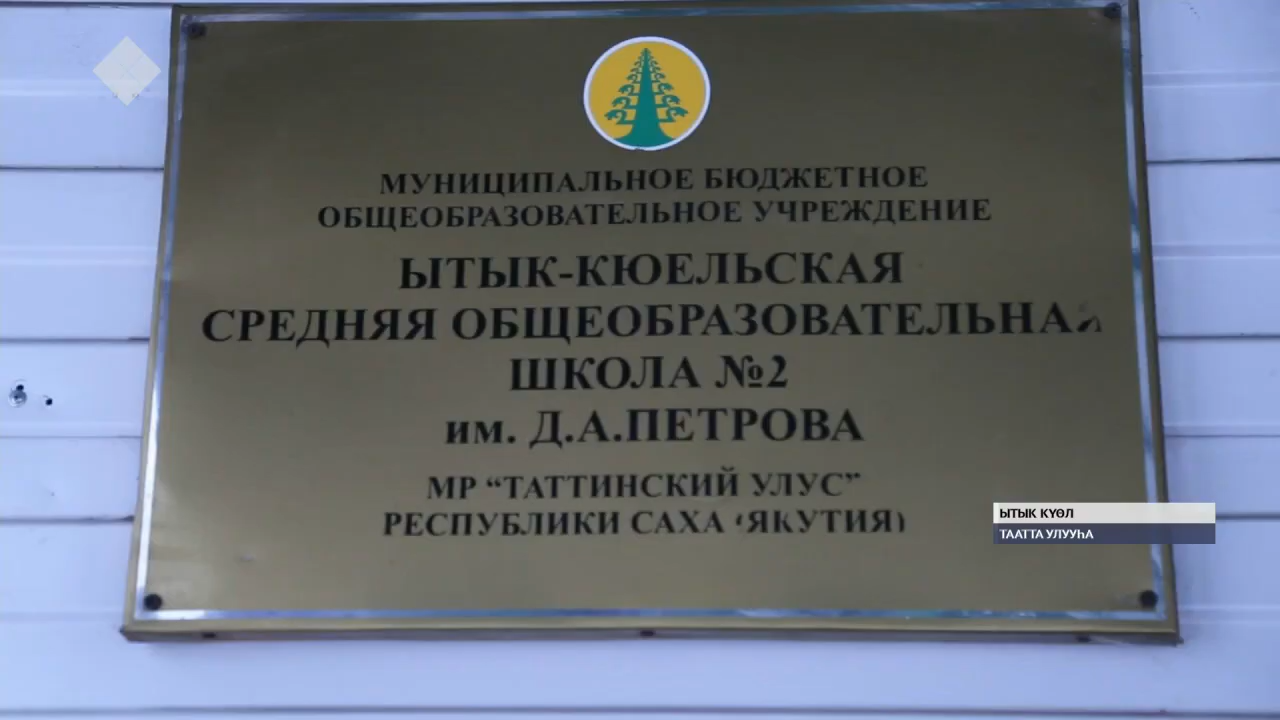 МУНИЦИПАЛЬНОЕ БЮДЖЕТНОЕ
ОБЩЕОБРАЗОВАТЕЛЬНОЕ УЧРЕЖДЕНИЕ
ЫТЫК-КЮЕЛЬСКАЯ
СРЕДНЯЯ ОБЩЕОБРАЗОВАТЕЛЬНАЯ
ШКОЛА №2
им. Д.А.ПЕТРОВА
МР “ТАТТИНСКИЙ УЛУС”
РЕСПУБЛИКИ САХА (ЯКУТИЯ)
ЫТЫК КҮӨЛ
ТААТТА УЛУУҺА